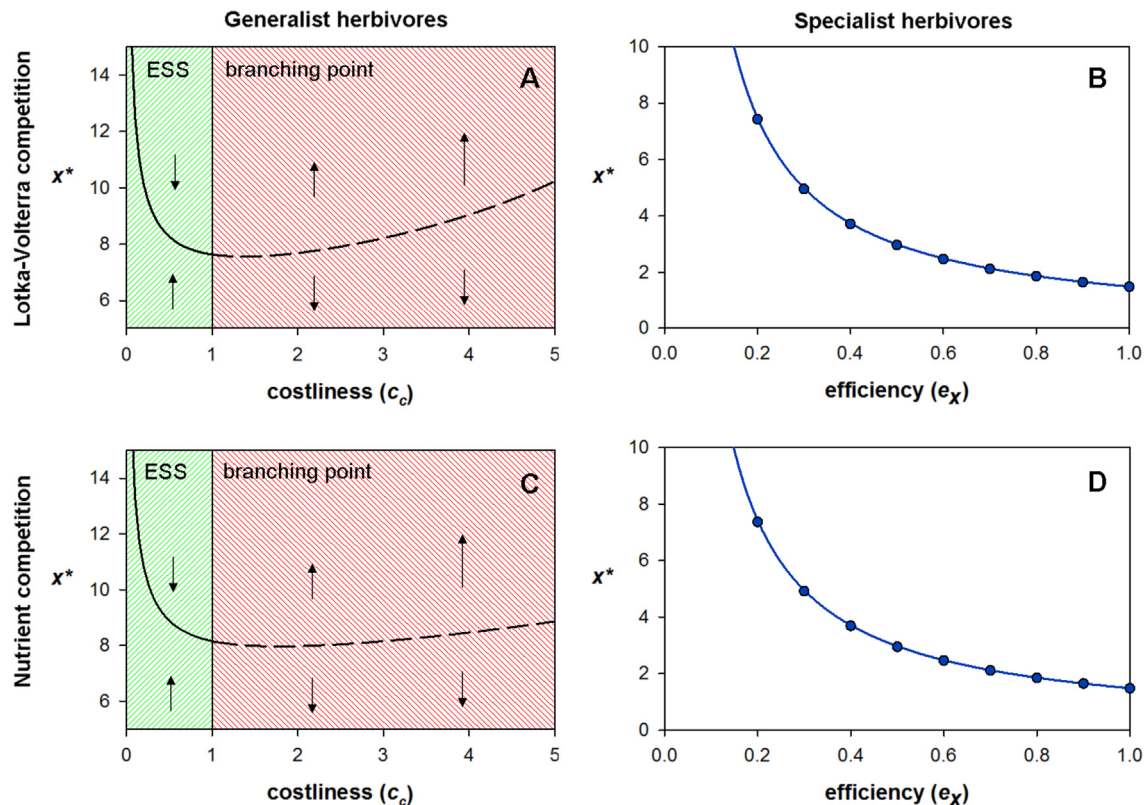 Generalist herbivores
Specialist herbivores
Lotka-Volterra competition
x*
14
12
10
8
6
ESS
branching point
A
0
1
2
3
4
5
costliness (c_c)
x*
10
8
6
4
2
0
B
0.0
0.2
0.4
0.6
0.8
1.0
efficiency (e_x)
Nutrient competition
x*
14
12
10
8
6
ESS
branching point
C
0
1
2
3
4
5
costliness (c_c)
x*
10
8
6
4
2
0
D
0.0
0.2
0.4
0.6
0.8
1.0
efficiency (e_x)